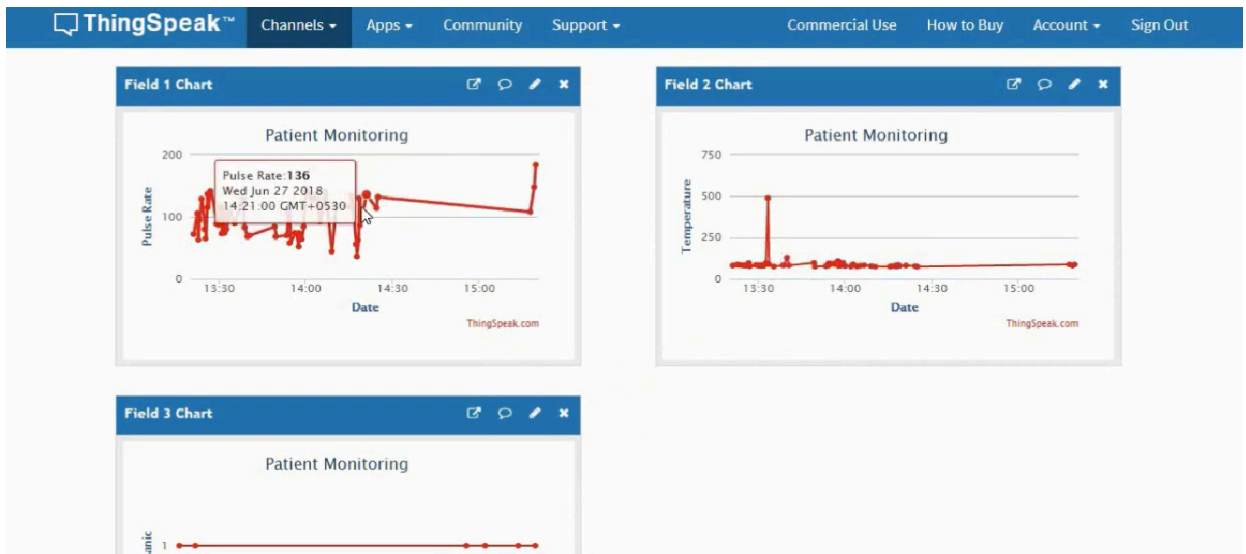 ThingSpeak™ Channels Apps Community Support Commercial Use How to Buy Account Sign Out
Field 1 Chart
Patient Monitoring
200
100
0
Pulse Rate
Pulse Rate:136
Wed Jun 27 2018
14:21:00 GMT+0530
13:30 14:00 14:30 15:00
Date
ThingSpeak.com
Field 2 Chart
Patient Monitoring
750
500
250
0
Temperature
13:30 14:00 14:30 15:00
Date
ThingSpeak.com
Field 3 Chart
Patient Monitoring
1